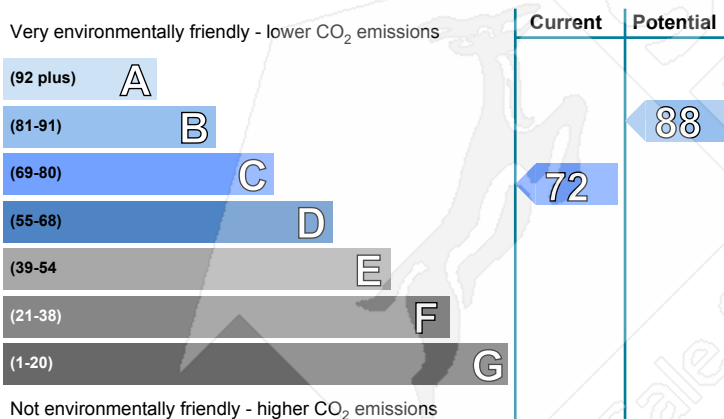 Very environmentally friendly - lower CO2 emissions
Current Potential
(92 plus) A
(81-91) B
88
(69-80) C
72
(55-68) D
(39-54 E
(21-38) F
(1-20) G
Not environmentally friendly - higher CO2 emissions